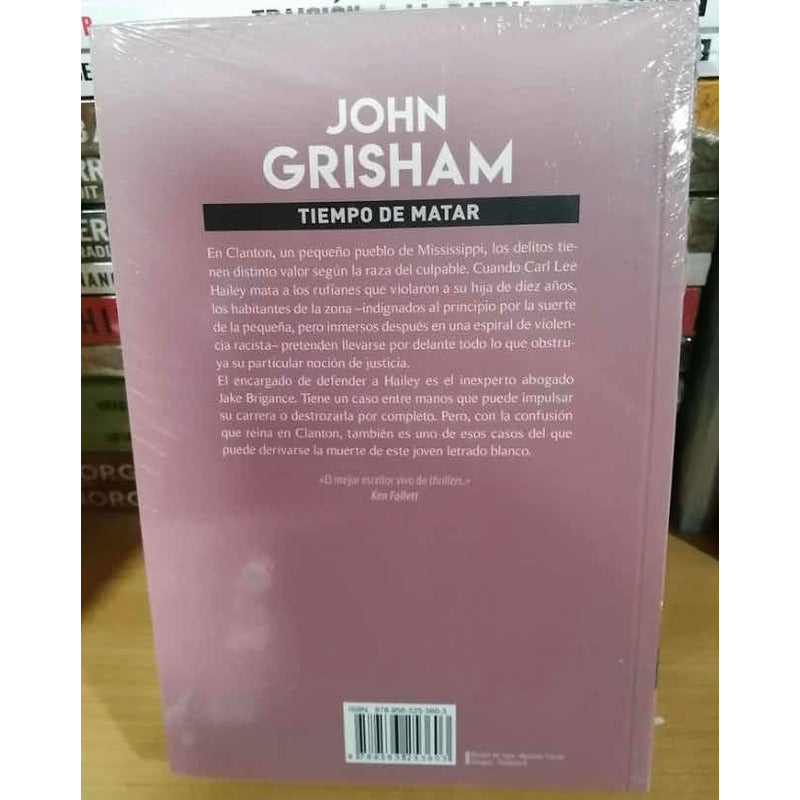 JOHN
GRISHAM
TIEMPO DE MATAR
En Clanton, un pequeño pueblo de Mississippi, los delitos tie-
nen distinto valor según la raza del culpable. Cuando Carl Lee
Hailey mata a los rufianes que violaron a su hija de diez años,
los habitantes de la zona –indignados al principio por la suerte
de la pequeña, pero inmersos después en una espiral de violen-
cia racista– pretenden llevarse por delante todo lo que obstru-
ya su particular noción de justicia.
El encargado de defender a Hailey es el inexperto abogado
Jake Brigance. Tiene un caso entre manos que puede impulsar
su carrera o destrozarla por completo. Pero, con la confusión
que reina en Clanton, también es uno de esos casos del que
puede derivarse la muerte de este joven letrado blanco.
«El mejor escritor vivo de thrillers.»
Ken Follett
ISBN: 978-956-325-360-3